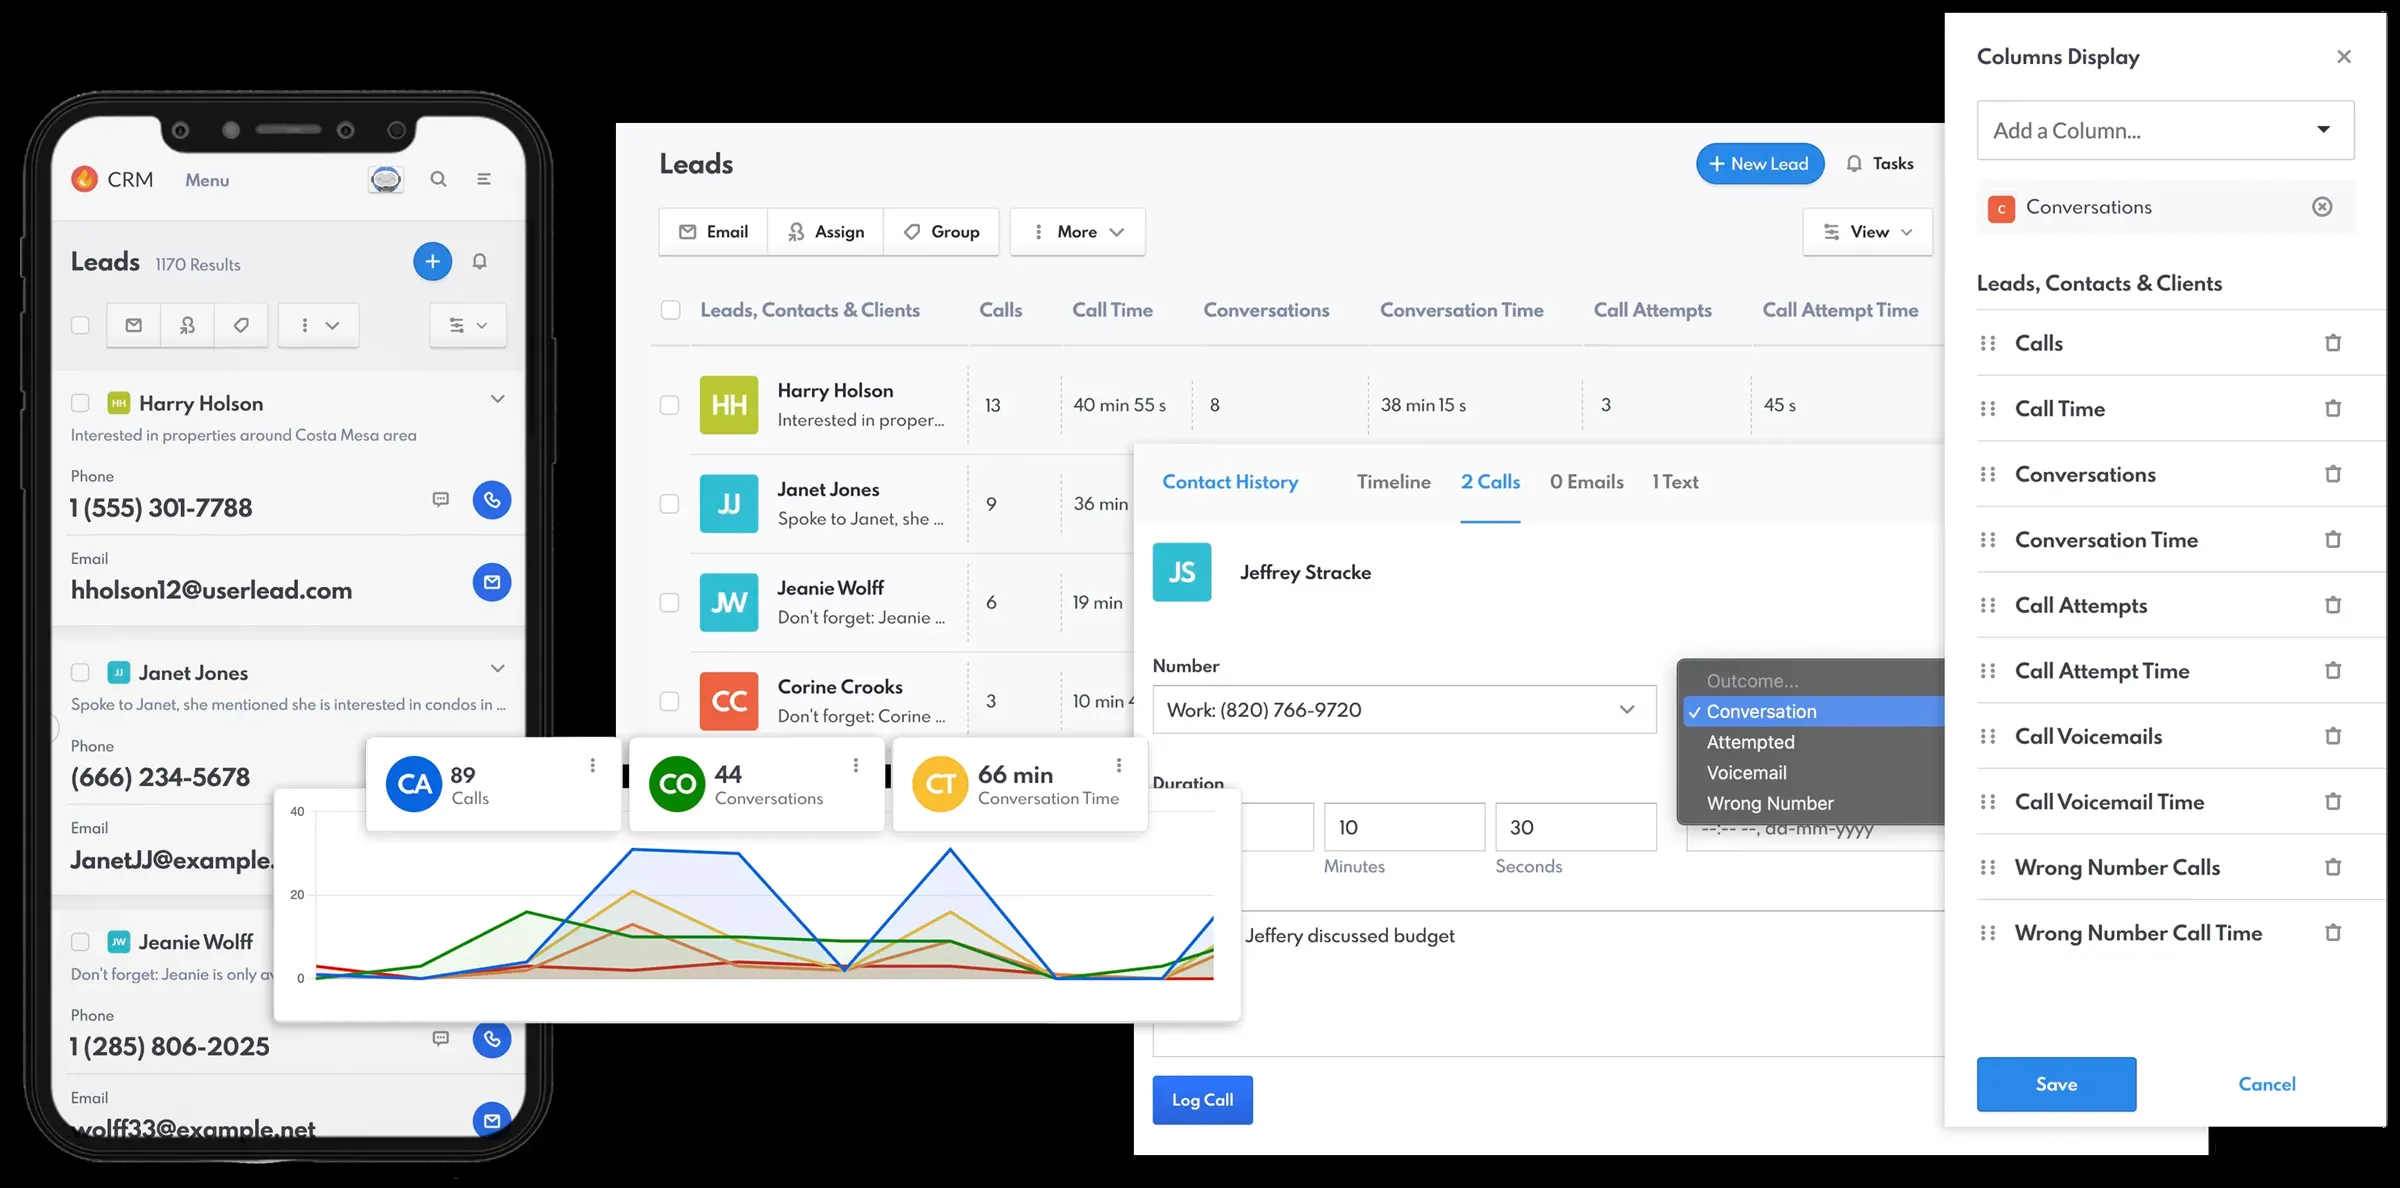 CRM
Menu
Leads 1170 Results
HH Harry Holson
Interested in properties around Costa Mesa area
Phone
1 (555) 301-7788
Email
hholson12@userlead.com
JJ Janet Jones
Spoke to Janet, she mentioned she is interested in condos in ...
Phone
(666) 234-5678
Email
JanetJJ@example.
JW Jeanie Wolff
Don't forget: Jeanie is only
Phone
1 (285) 806-2025
Email
wolff33@example.net
Leads
+ New Lead
Tasks
Email
Assign
Group
More
View
Leads, Contacts & Clients Calls Call Time Conversations Conversation Time Call Attempts Call Attempt Time
HH Harry Holson 13 40 min 55 s 8 38 min 15 s 3 45 s
Interested in proper...
JJ Janet Jones 9 36 min
Spoke to Janet, she ...
JW Jeanie Wolff 6 19 min
Don't forget: Jeanie ...
CC Corine Crooks 3 10 min
Don't forget: Corine ...
CA 89
Calls
CO 44
Conversations
CT 66 min
Conversation Time
40
20
0
Contact History Timeline 2 Calls 0 Emails 1 Text
JS Jeffrey Stracke
Number
Work: (820) 766-9720
Outcome...
✓ Conversation
Attempted
Voicemail
Wrong Number
Duration
10 30
--:-- --, dd-mm-yyyy
Minutes Seconds
Jeffery discussed budget
Log Call
Columns Display
Add a Column...
C Conversations
Leads, Contacts & Clients
Calls
Call Time
Conversations
Conversation Time
Call Attempts
Call Attempt Time
Call Voicemails
Call Voicemail Time
Wrong Number Calls
Wrong Number Call Time
Save Cancel